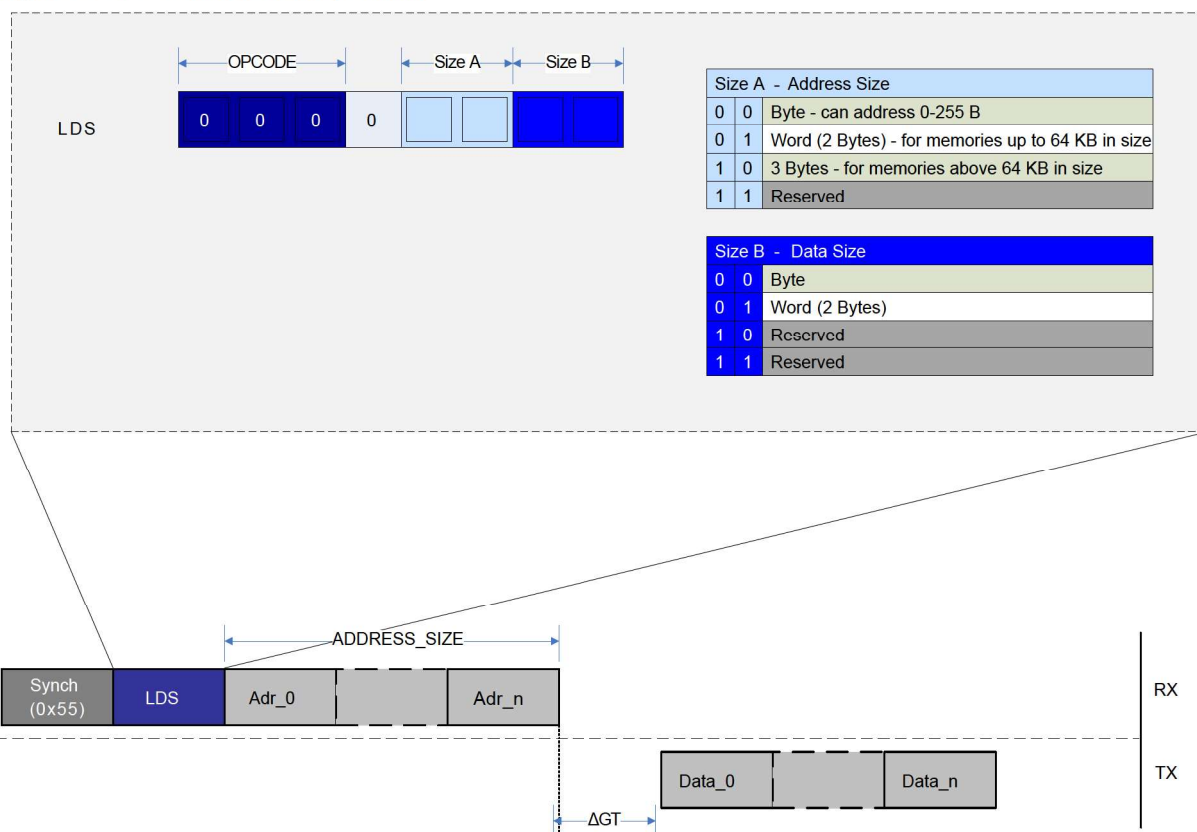 OPCODE Size A Size B
LDS 0 0 0 0
Size A - Address Size
0 0 Byte - can address 0-255 B
0 1 Word (2 Bytes) - for memories up to 64 KB in size
1 0 3 Bytes - for memories above 64 KB in size
1 1 Reserved
Size B - Data Size
0 0 Byte
0 1 Word (2 Bytes)
1 0 Reserved
1 1 Reserved
ADDRESS_SIZE
Synch
(0x55)
LDS Adr_0 Adr_n RX
Data_0 Data_n TX
ΔGT